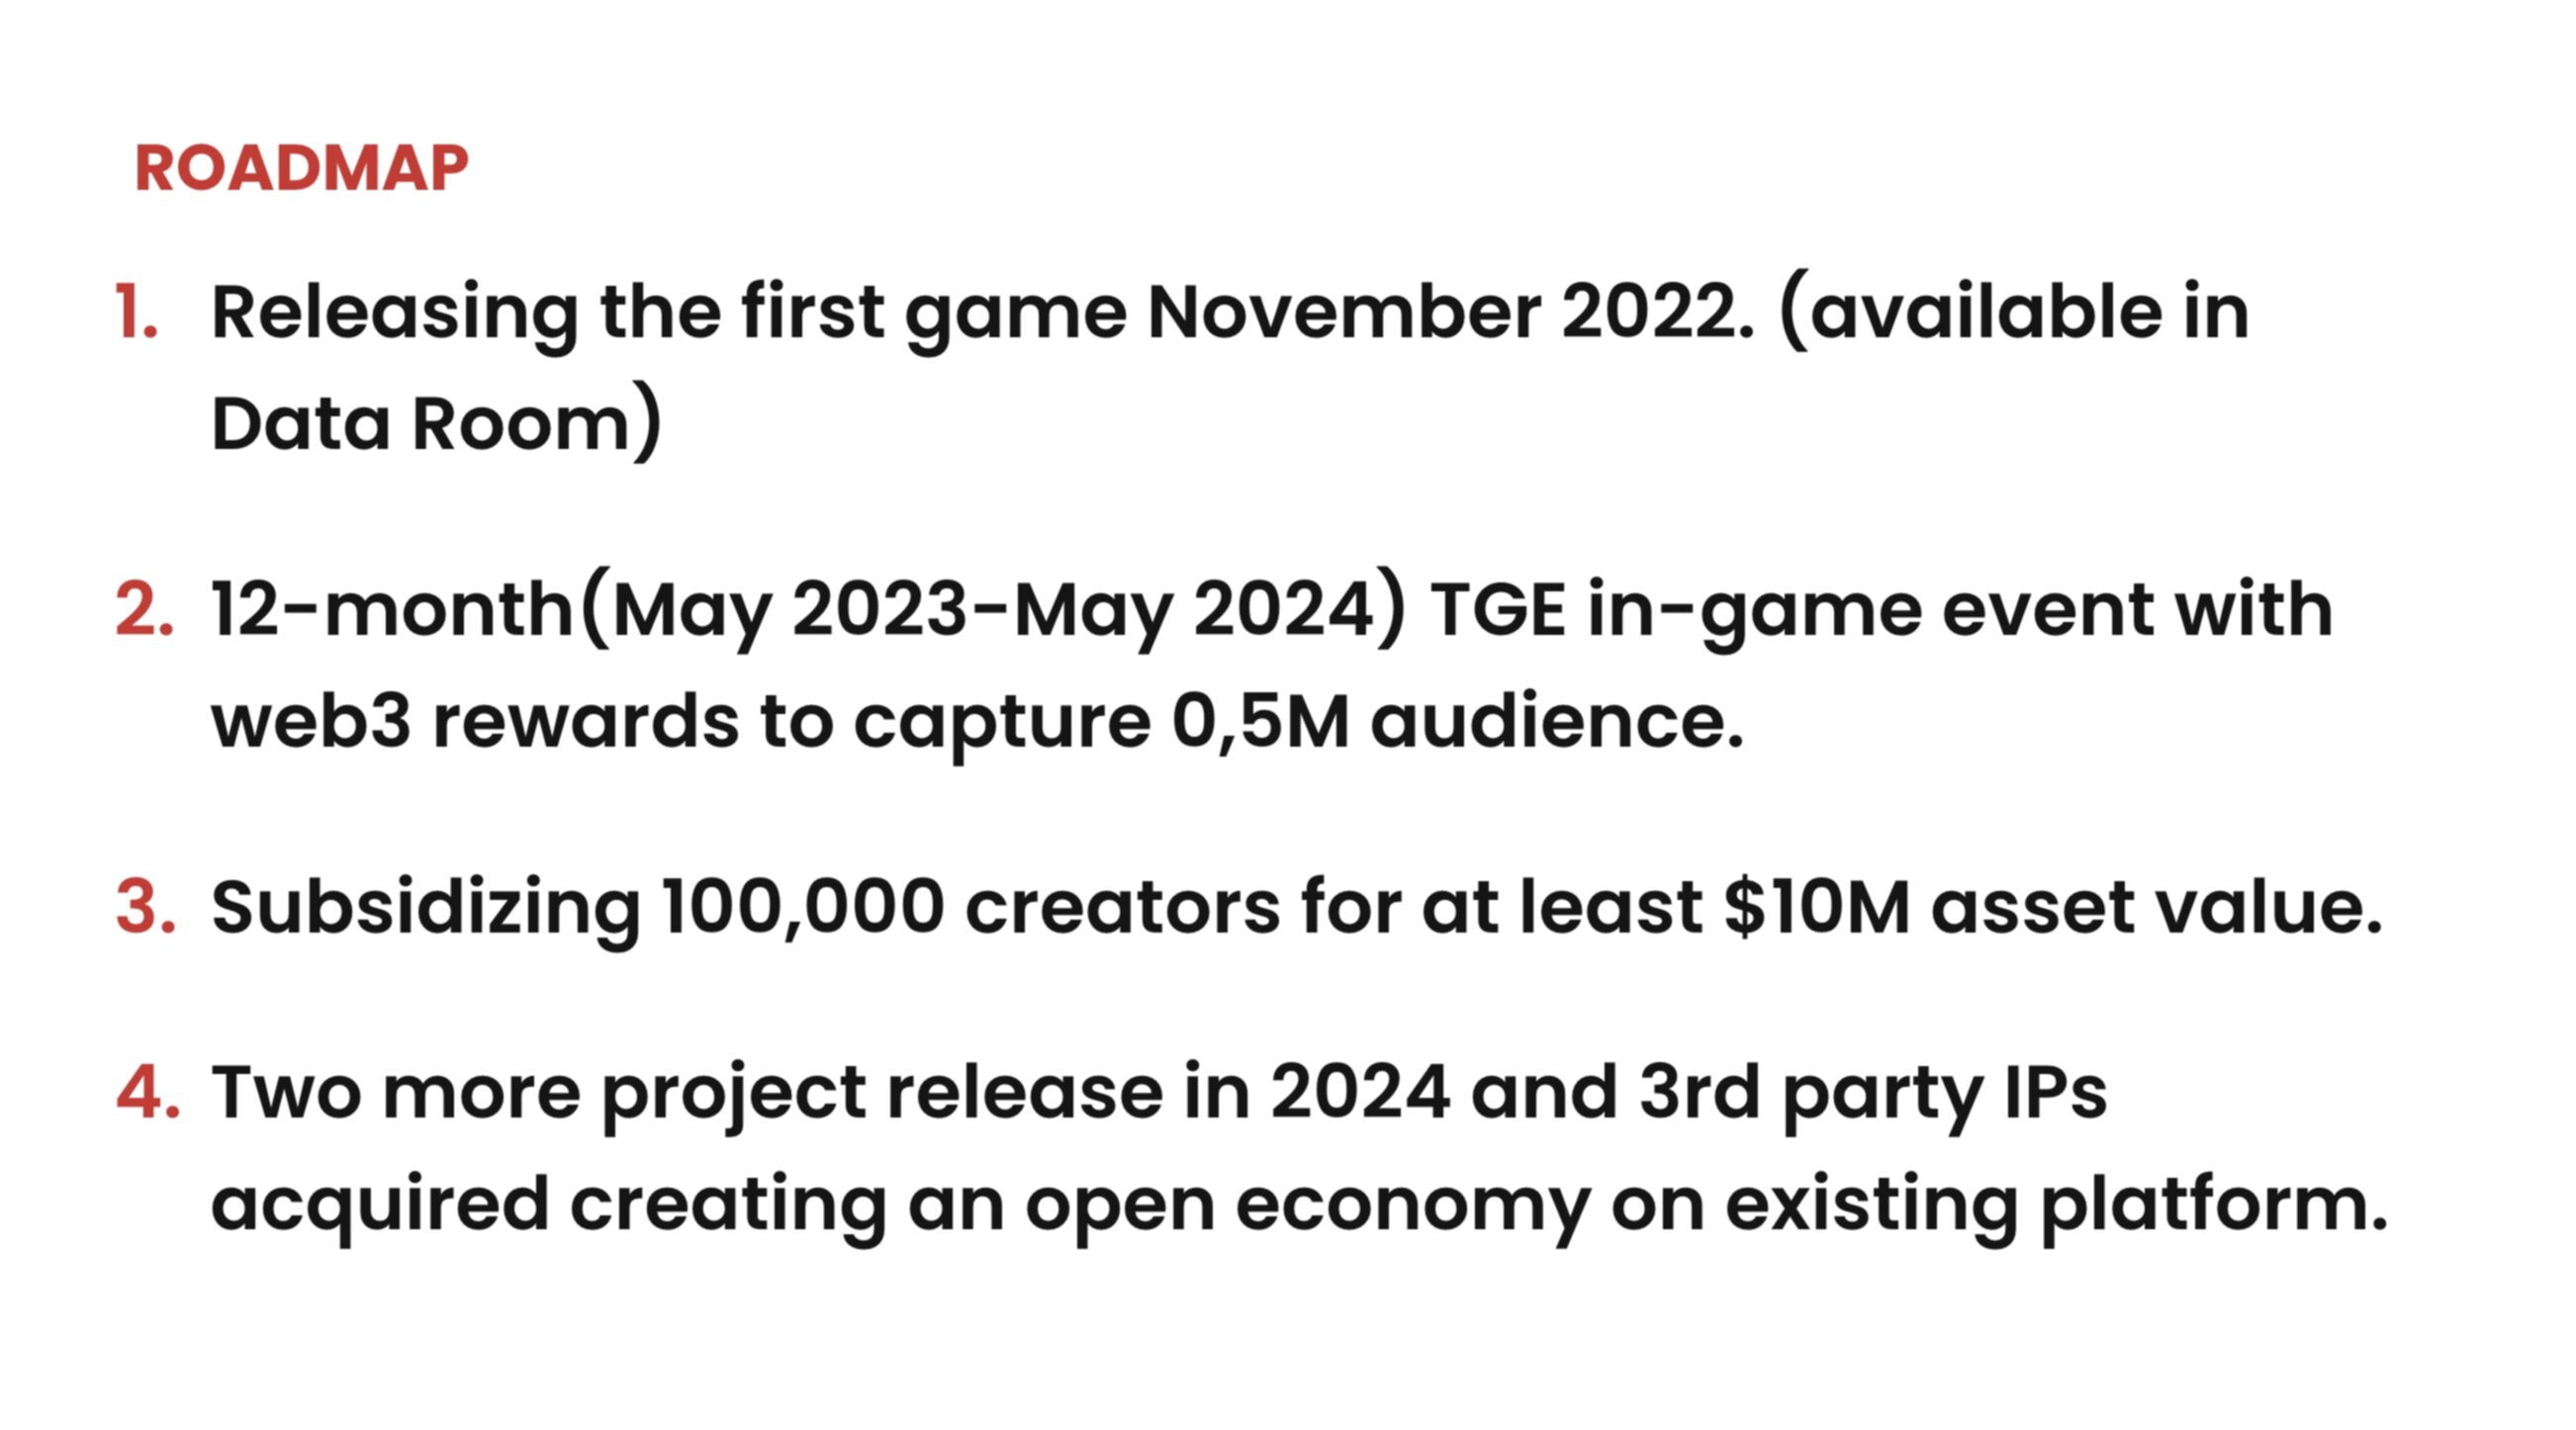 ROADMAP
1. Releasing the first game November 2022. (available in
Data Room)
2. 12-month(May 2023-May 2024) TGE in-game event with
web3 rewards to capture 0,5M audience.
3. Subsidizing 100,000 creators for at least $10M asset value.
4. Two more project release in 2024 and 3rd party IPs
acquired creating an open economy on existing platform.